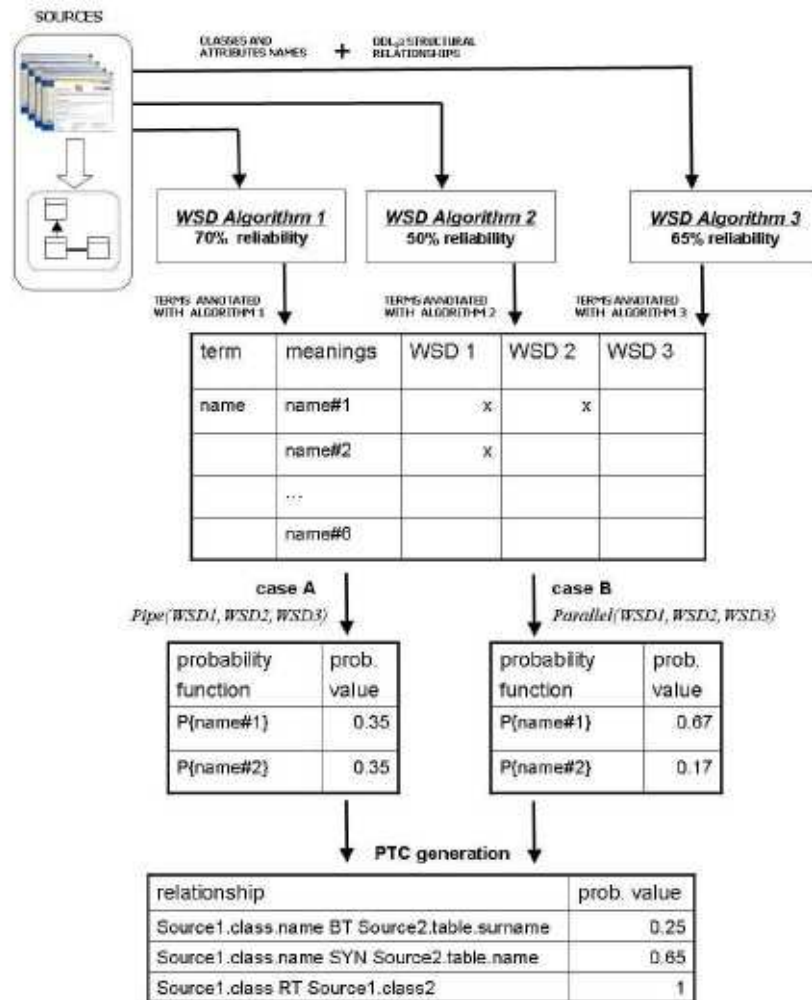 SOURCES
CLASSES AND
ATTRIBUTES NAMES
+
STRUCTURAL
RELATIONSHIPS
WSD Algorithm 1
70% reliability
WSD Algorithm 2
50% reliability
WSD Algorithm 3
65% reliability
TERMS ANNOTATED
WITH ALGORITHM 1
TERMS ANNOTATED
WITH ALGORITHM 2
TERMS ANNOTATED
WITH ALGORITHM 3
term meanings WSD 1 WSD 2 WSD 3
name name#1 x x
name#2 x
...
name#6
case A
Pipe(WSD1, WSD2, WSD3)
case B
Parallel(WSD1, WSD2, WSD3)
probability prob.
function value
P{name#1} 0.35
P{name#2} 0.35
probability prob.
function value
P{name#1} 0.67
P{name#2} 0.17
PTC generation
relationship prob. value
Source1.class.name BT Source2.table.surname 0.25
Source1.class.name SYN Source2.table.name 0.65
Source1.class RT Source1.class2 1